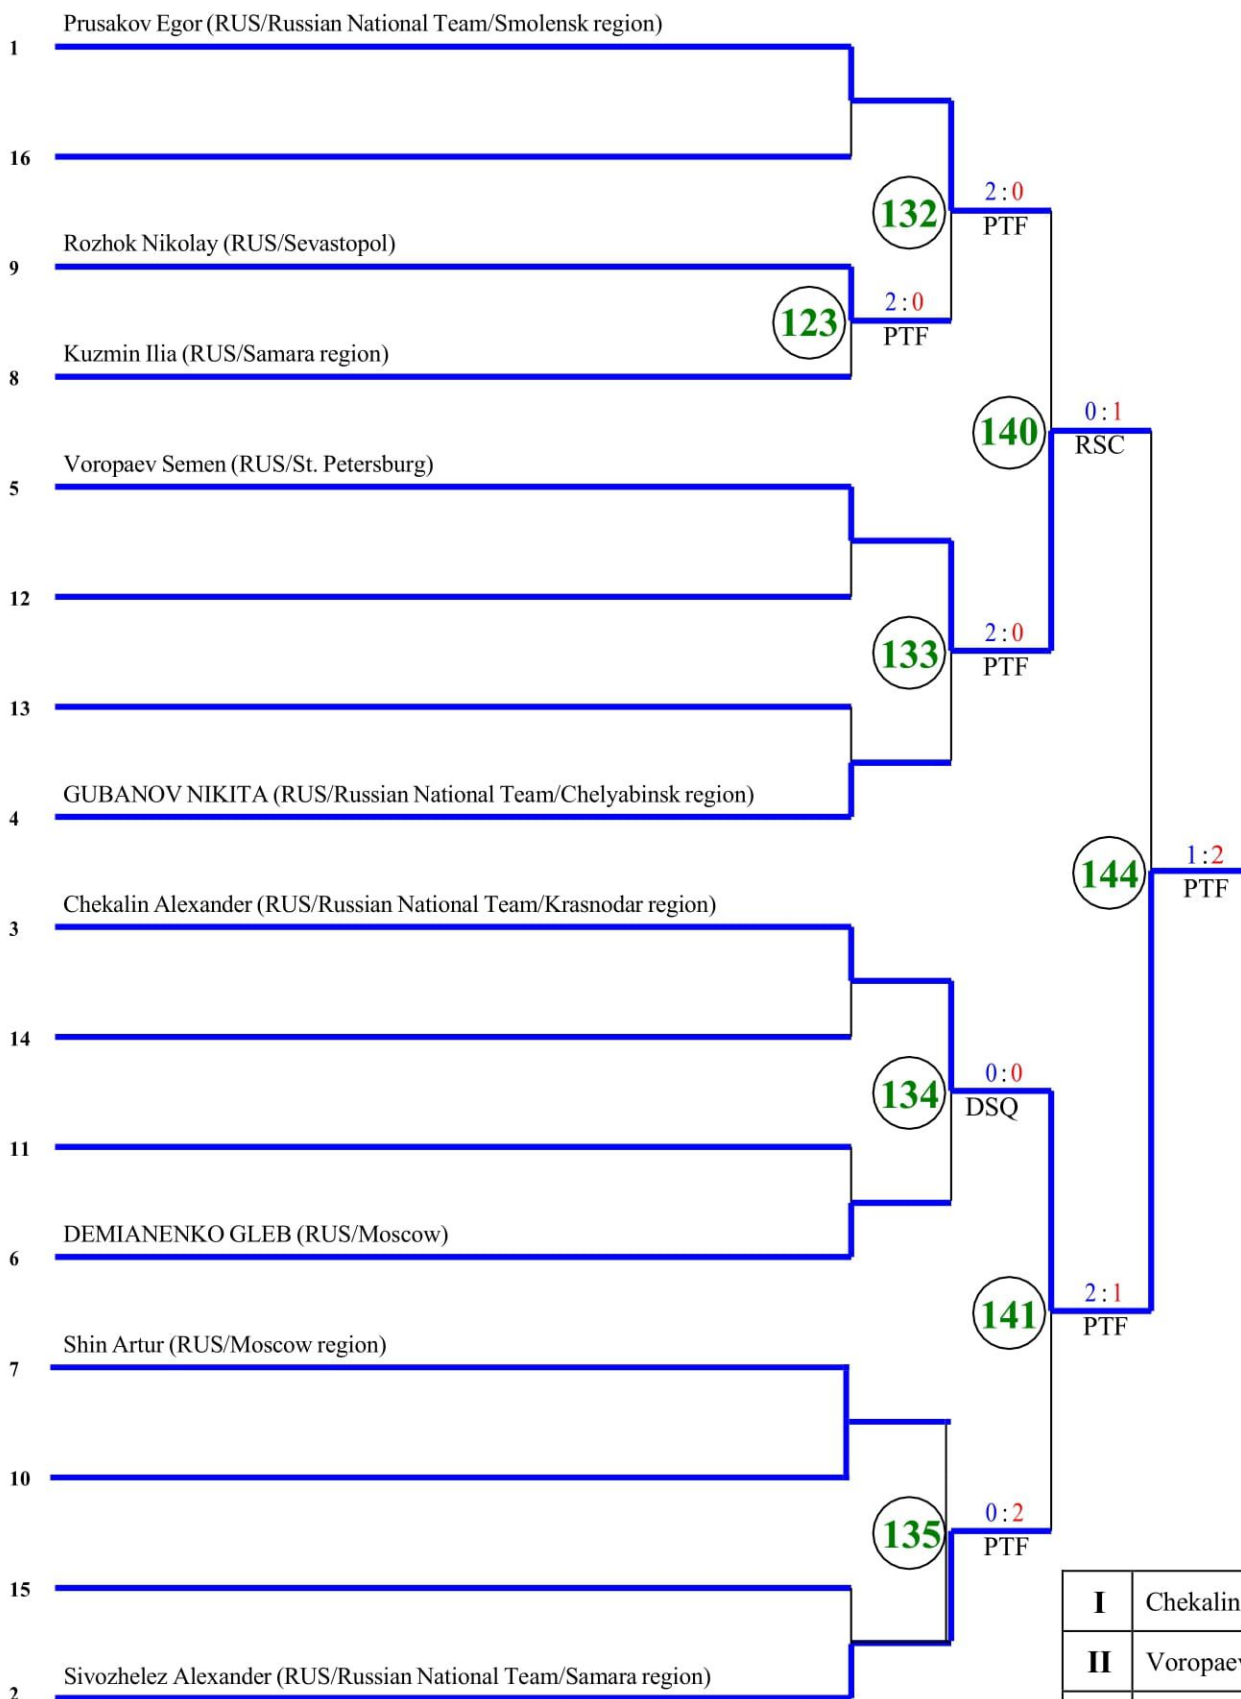 Prusakov Egor (RUS/Russian National Team/Smolensk region)
1
16
132
2:0
PTF
Rozhok Nikolay (RUS/Sevastopol)
9
123
2:0
PTF
Kuzmin Ilia (RUS/Samara region)
8
140
0:1
RSC
Voropaev Semen (RUS/St. Petersburg)
5
12
133
2:0
PTF
13
GUBANOV NIKITA (RUS/Russian National Team/Chelyabinsk region)
4
144
1:2
PTF
Chekalin Alexander (RUS/Russian National Team/Krasnodar region)
3
14
134
0:0
DSQ
11
DEMIANENKO GLEB (RUS/Moscow)
6
141
2:1
PTF
Shin Artur (RUS/Moscow region)
7
10
135
0:2
PTF
15
I Chekalin
II Voropaev
Sivozhelez Alexander (RUS/Russian National Team/Samara region)
2